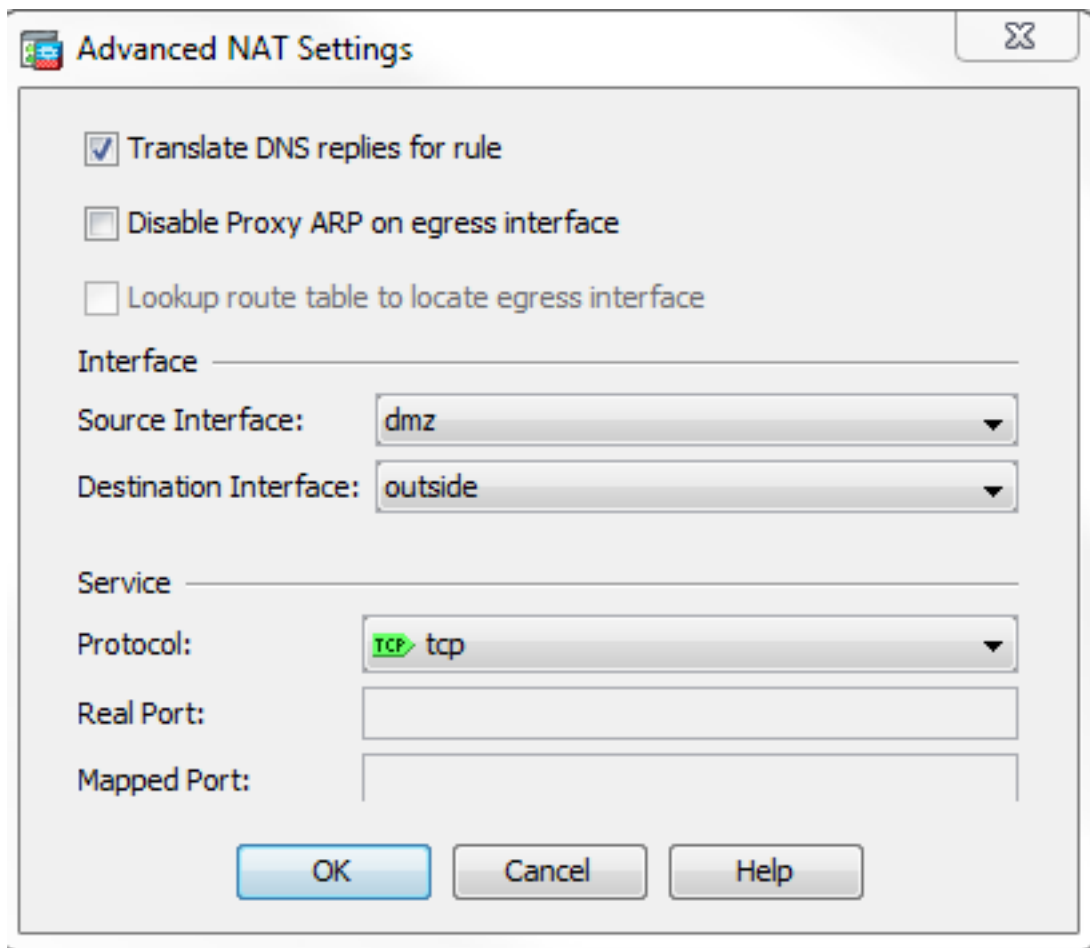 Advanced NAT Settings
Translate DNS replies for rule
Disable Proxy ARP on egress interface
Lookup route table to locate egress interface
Interface
Source Interface: dmz
Destination Interface: outside
Service
Protocol: TCP tcp
Real Port:
Mapped Port:
OK Cancel Help